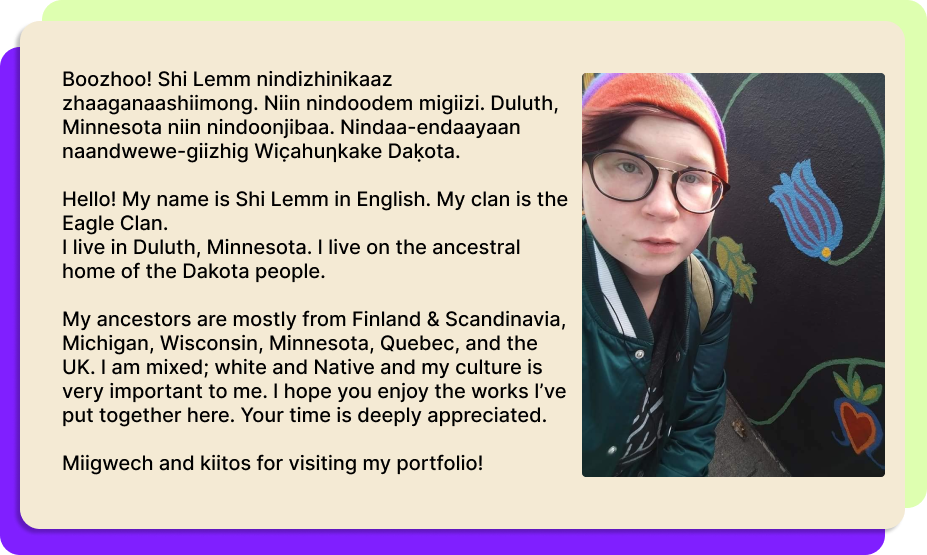 Boozhoo! Shi Lemm nindizhinikaaz
zhaaganaashiimong. Niin nindoodem migiizi. Duluth,
Minnesota niin nindoonjibaa. Nindaa-endaayaan
naandwewe-giizhig Wiçahuŋkake Daḳota.
Hello! My name is Shi Lemm in English. My clan is the
Eagle Clan.
I live in Duluth, Minnesota. I live on the ancestral
home of the Dakota people.
My ancestors are mostly from Finland & Scandinavia,
Michigan, Wisconsin, Minnesota, Quebec, and the
UK. I am mixed; white and Native and my culture is
very important to me. I hope you enjoy the works I’ve
put together here. Your time is deeply appreciated.
Miigwech and kiitos for visiting my portfolio!